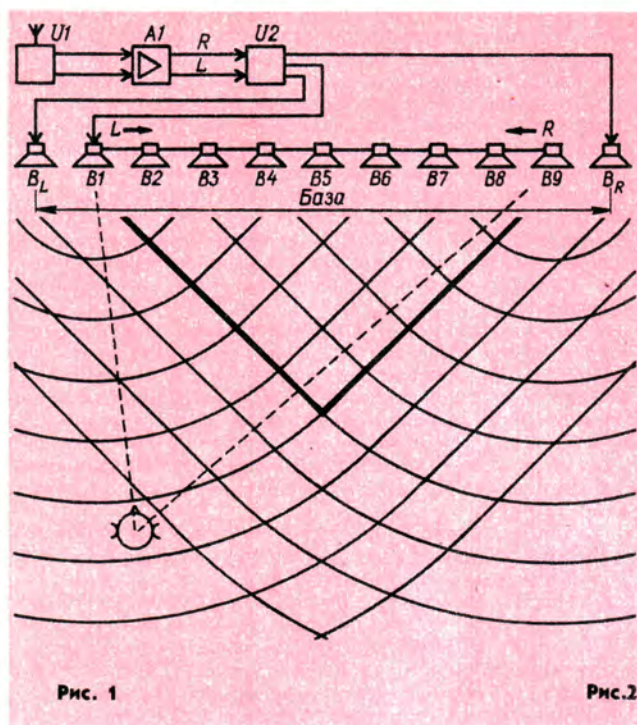 U1 A1 R U2
L
L R
B_L B1 B2 B3 B4 B5 B6 B7 B8 B9 B_R
База
Рис. 1 Рис.2